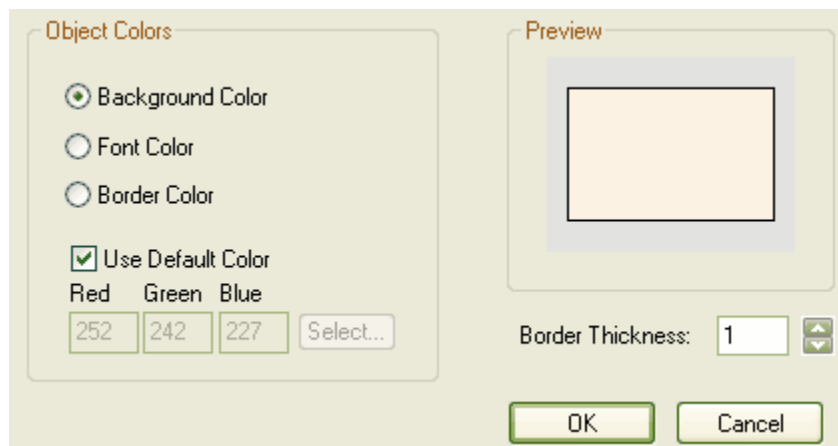 Object Colors
Background Color
Font Color
Border Color
Use Default Color
Red Green Blue
252 242 227 Select...
Preview
Border Thickness: 1
OK Cancel